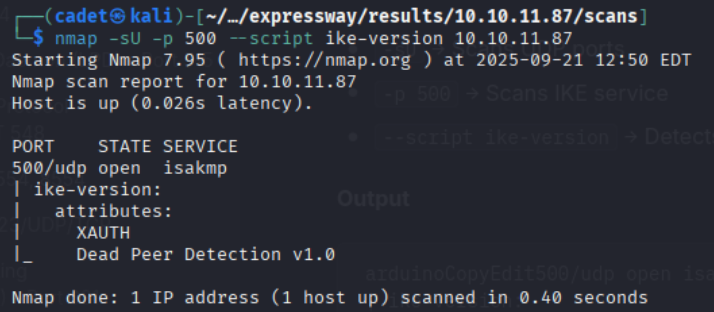 ┌──(cadet㉿kali)-[~/…/expressway/results/10.10.11.87/scans]
└─$ nmap -sU -p 500 --script ike-version 10.10.11.87
Starting Nmap 7.95 ( https://nmap.org ) at 2025-09-21 12:50 EDT
Nmap scan report for 10.10.11.87
Host is up (0.026s latency).
-p 500 → Scans IKE service
--script ike-version → Detects
PORT    STATE SERVICE
500/udp open  isakmp
| ike-version:
|   attributes:
|     XAUTH
|_    Dead Peer Detection v1.0
Output
arduinoCopyEdit500/udp open isa
Nmap done: 1 IP address (1 host up) scanned in 0.40 seconds